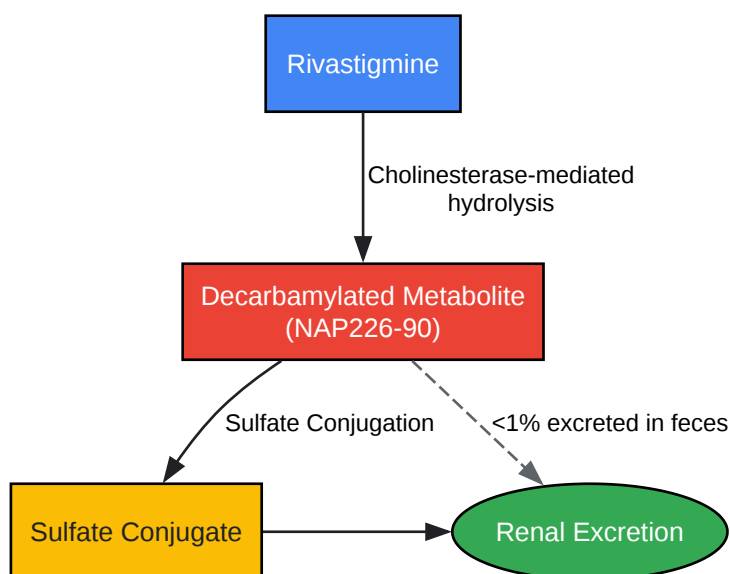 Rivastigmine
Cholinesterase-mediated
hydrolysis
Decarbamylated Metabolite
(NAP226-90)
Sulfate Conjugation
<1% excreted in feces
Sulfate Conjugate
Renal Excretion